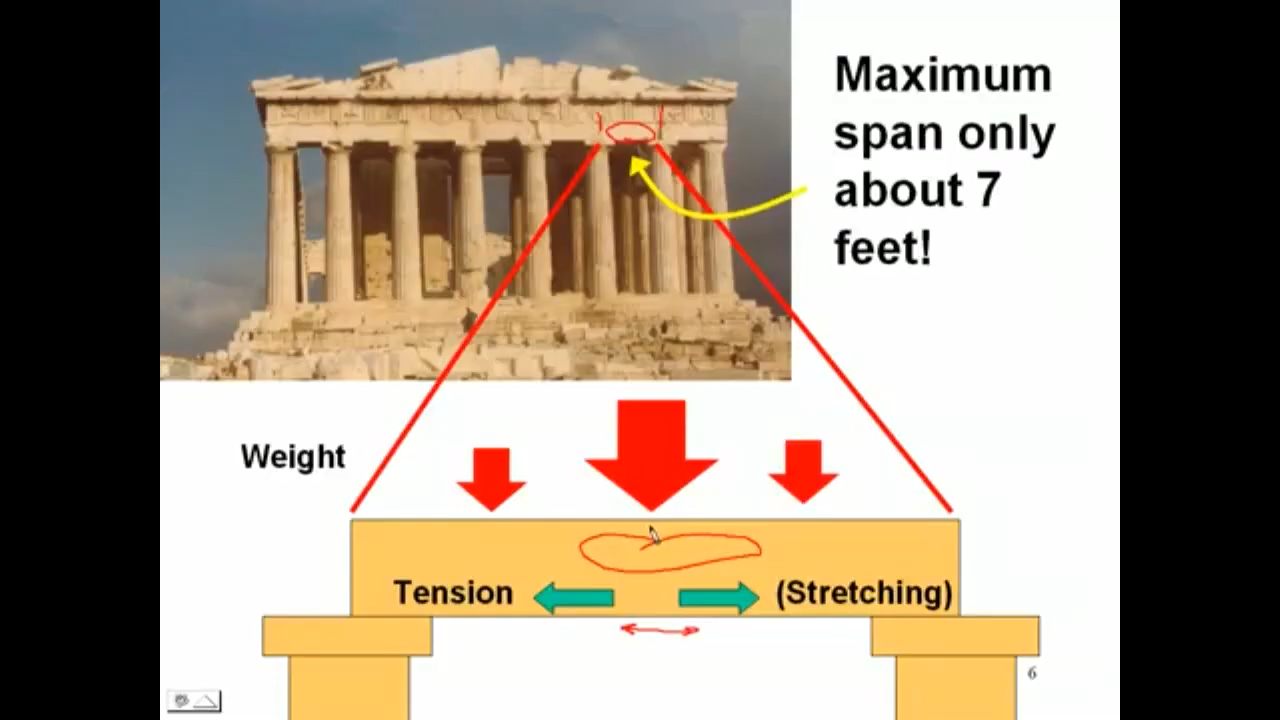 Maximum
span only
about 7
feet!
Weight
Tension
(Stretching)
6